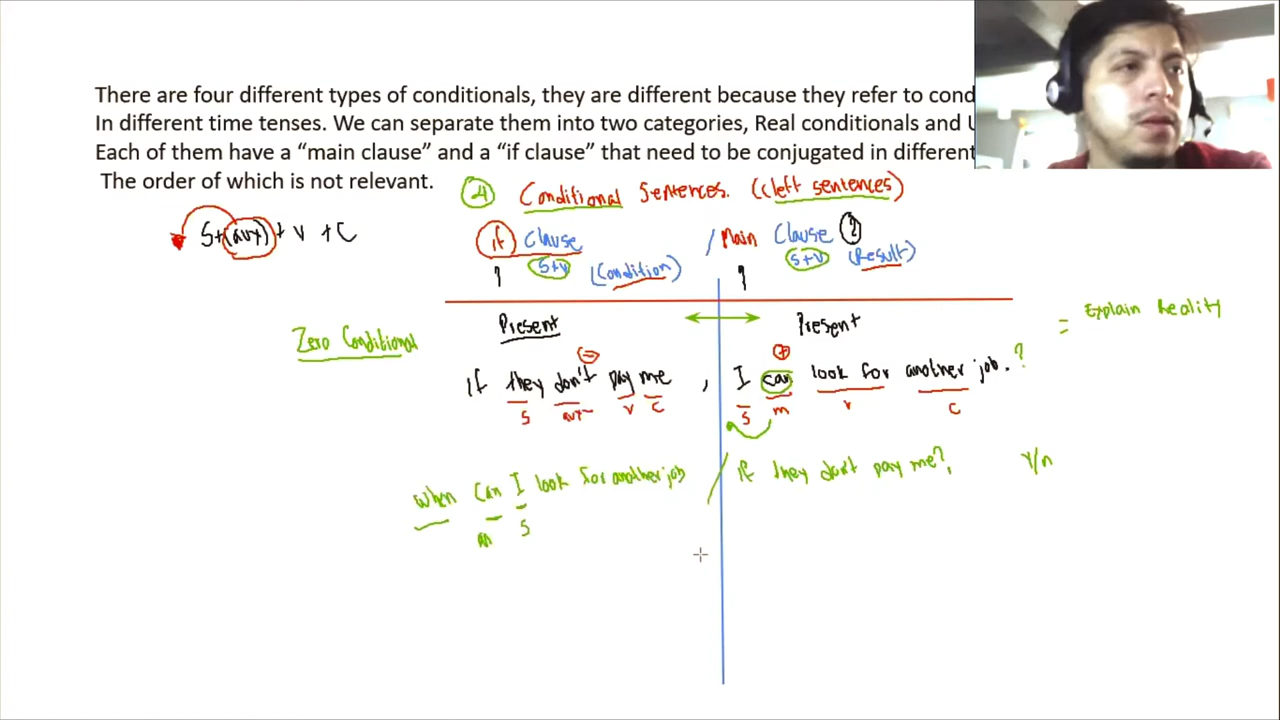 There are four different types of conditionals, they are different because they refer to cond
In different time tenses. We can separate them into two categories, Real conditionals and U
Each of them have a “main clause” and a “if clause” that need to be conjugated in different
The order of which is not relevant.
4 Conditional Sentences. (cleft sentences)
S+(aux)+ v + C
if Clause / Main Clause ?
S+V (Condition) S+V (Result)
Zero Conditional
Present Present = Explain Reality
- +
If they don't pay me , I can look for another job. ?
S aux v c S m v c
When can I look for another job / if they don't pay me?, Y/n
m S